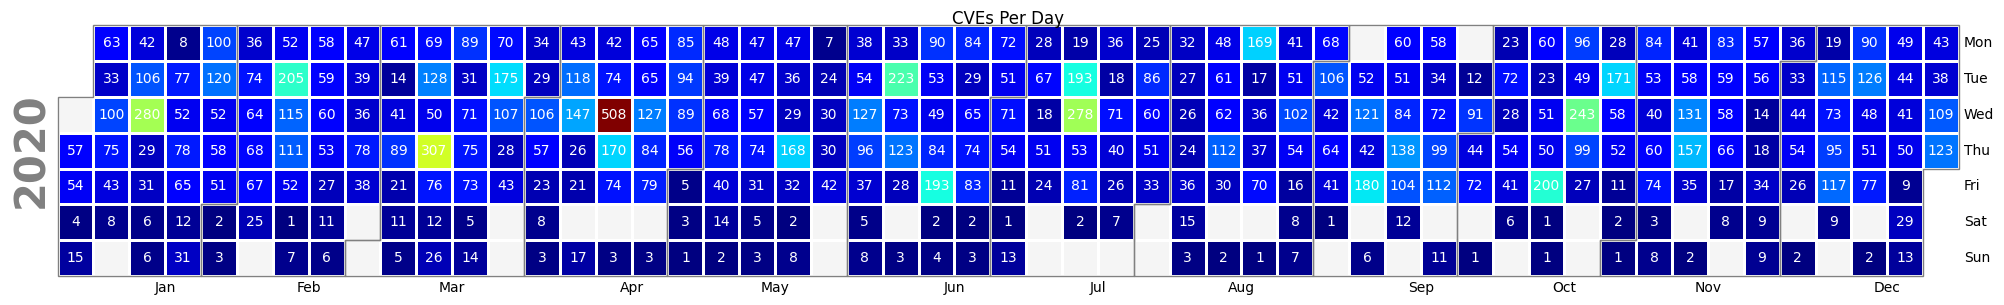 CVEs Per Day
63 42 8 100 36 52 58 47 61 69 89 70 34 43 42 65 85 48 47 47 7 38 33 90 84 72 28 19 36 25 32 48 169 41 68 60 58 23 60 96 28 84 41 83 57 36 19 90 49 43 Mon
33 106 77 120 74 205 59 39 14 128 31 175 29 118 74 65 94 39 47 36 24 54 223 53 29 51 67 193 18 86 27 61 17 51 106 52 51 34 12 72 23 49 171 53 58 59 56 33 115 126 44 38 Tue
100 280 52 52 64 115 60 36 41 50 71 107 106 147 508 127 89 68 57 29 30 127 73 49 65 71 18 278 71 60 26 62 36 102 42 121 84 72 91 28 51 243 58 40 131 58 14 44 73 48 41 109 Wed
57 75 29 78 58 68 111 53 78 89 307 75 28 57 26 170 84 56 78 74 168 30 96 123 84 74 54 51 53 40 51 24 112 37 54 64 42 138 99 44 54 50 99 52 60 157 66 18 54 95 51 50 123 Thu
54 43 31 65 51 67 52 27 38 21 76 73 43 23 21 74 79 5 40 31 32 42 37 28 193 83 11 24 81 26 33 36 30 70 16 41 180 104 112 72 41 200 27 11 74 35 17 34 26 117 77 9 Fri
4 8 6 12 2 25 1 11 11 12 5 8 3 14 5 2 5 2 2 1 2 7 15 8 1 12 6 1 2 3 8 9 9 29 Sat
15 6 31 3 7 6 5 26 14 3 17 3 3 1 2 3 8 8 3 4 3 13 3 2 1 7 6 11 1 1 1 8 2 9 2 2 13 Sun
2020
Jan Feb Mar Apr May Jun Jul Aug Sep Oct Nov Dec